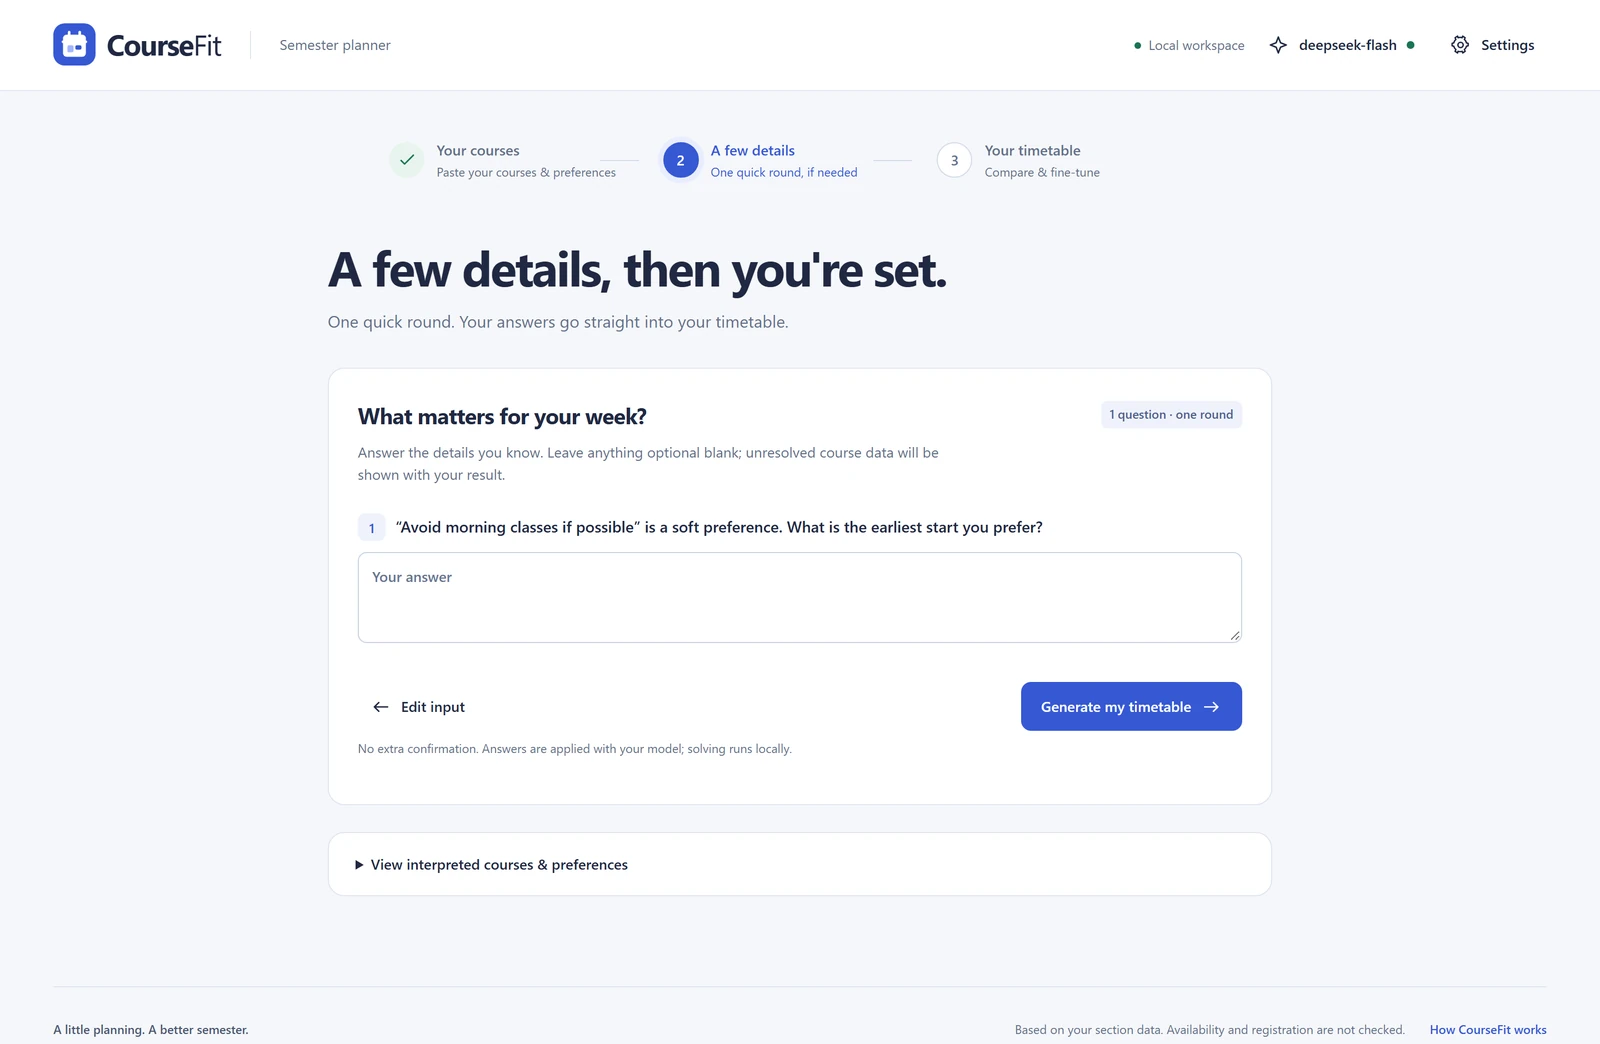 CourseFit
Semester planner
Local workspace
deepseek-flash
Settings
Your courses
Paste your courses & preferences
2
A few details
One quick round, if needed
3
Your timetable
Compare & fine-tune
A few details, then you're set.
One quick round. Your answers go straight into your timetable.
What matters for your week?
1 question · one round
Answer the details you know. Leave anything optional blank; unresolved course data will be
shown with your result.
1
“Avoid morning classes if possible” is a soft preference. What is the earliest start you prefer?
Your answer
Edit input
Generate my timetable
No extra confirmation. Answers are applied with your model; solving runs locally.
View interpreted courses & preferences
A little planning. A better semester.
Based on your section data. Availability and registration are not checked.
How CourseFit works